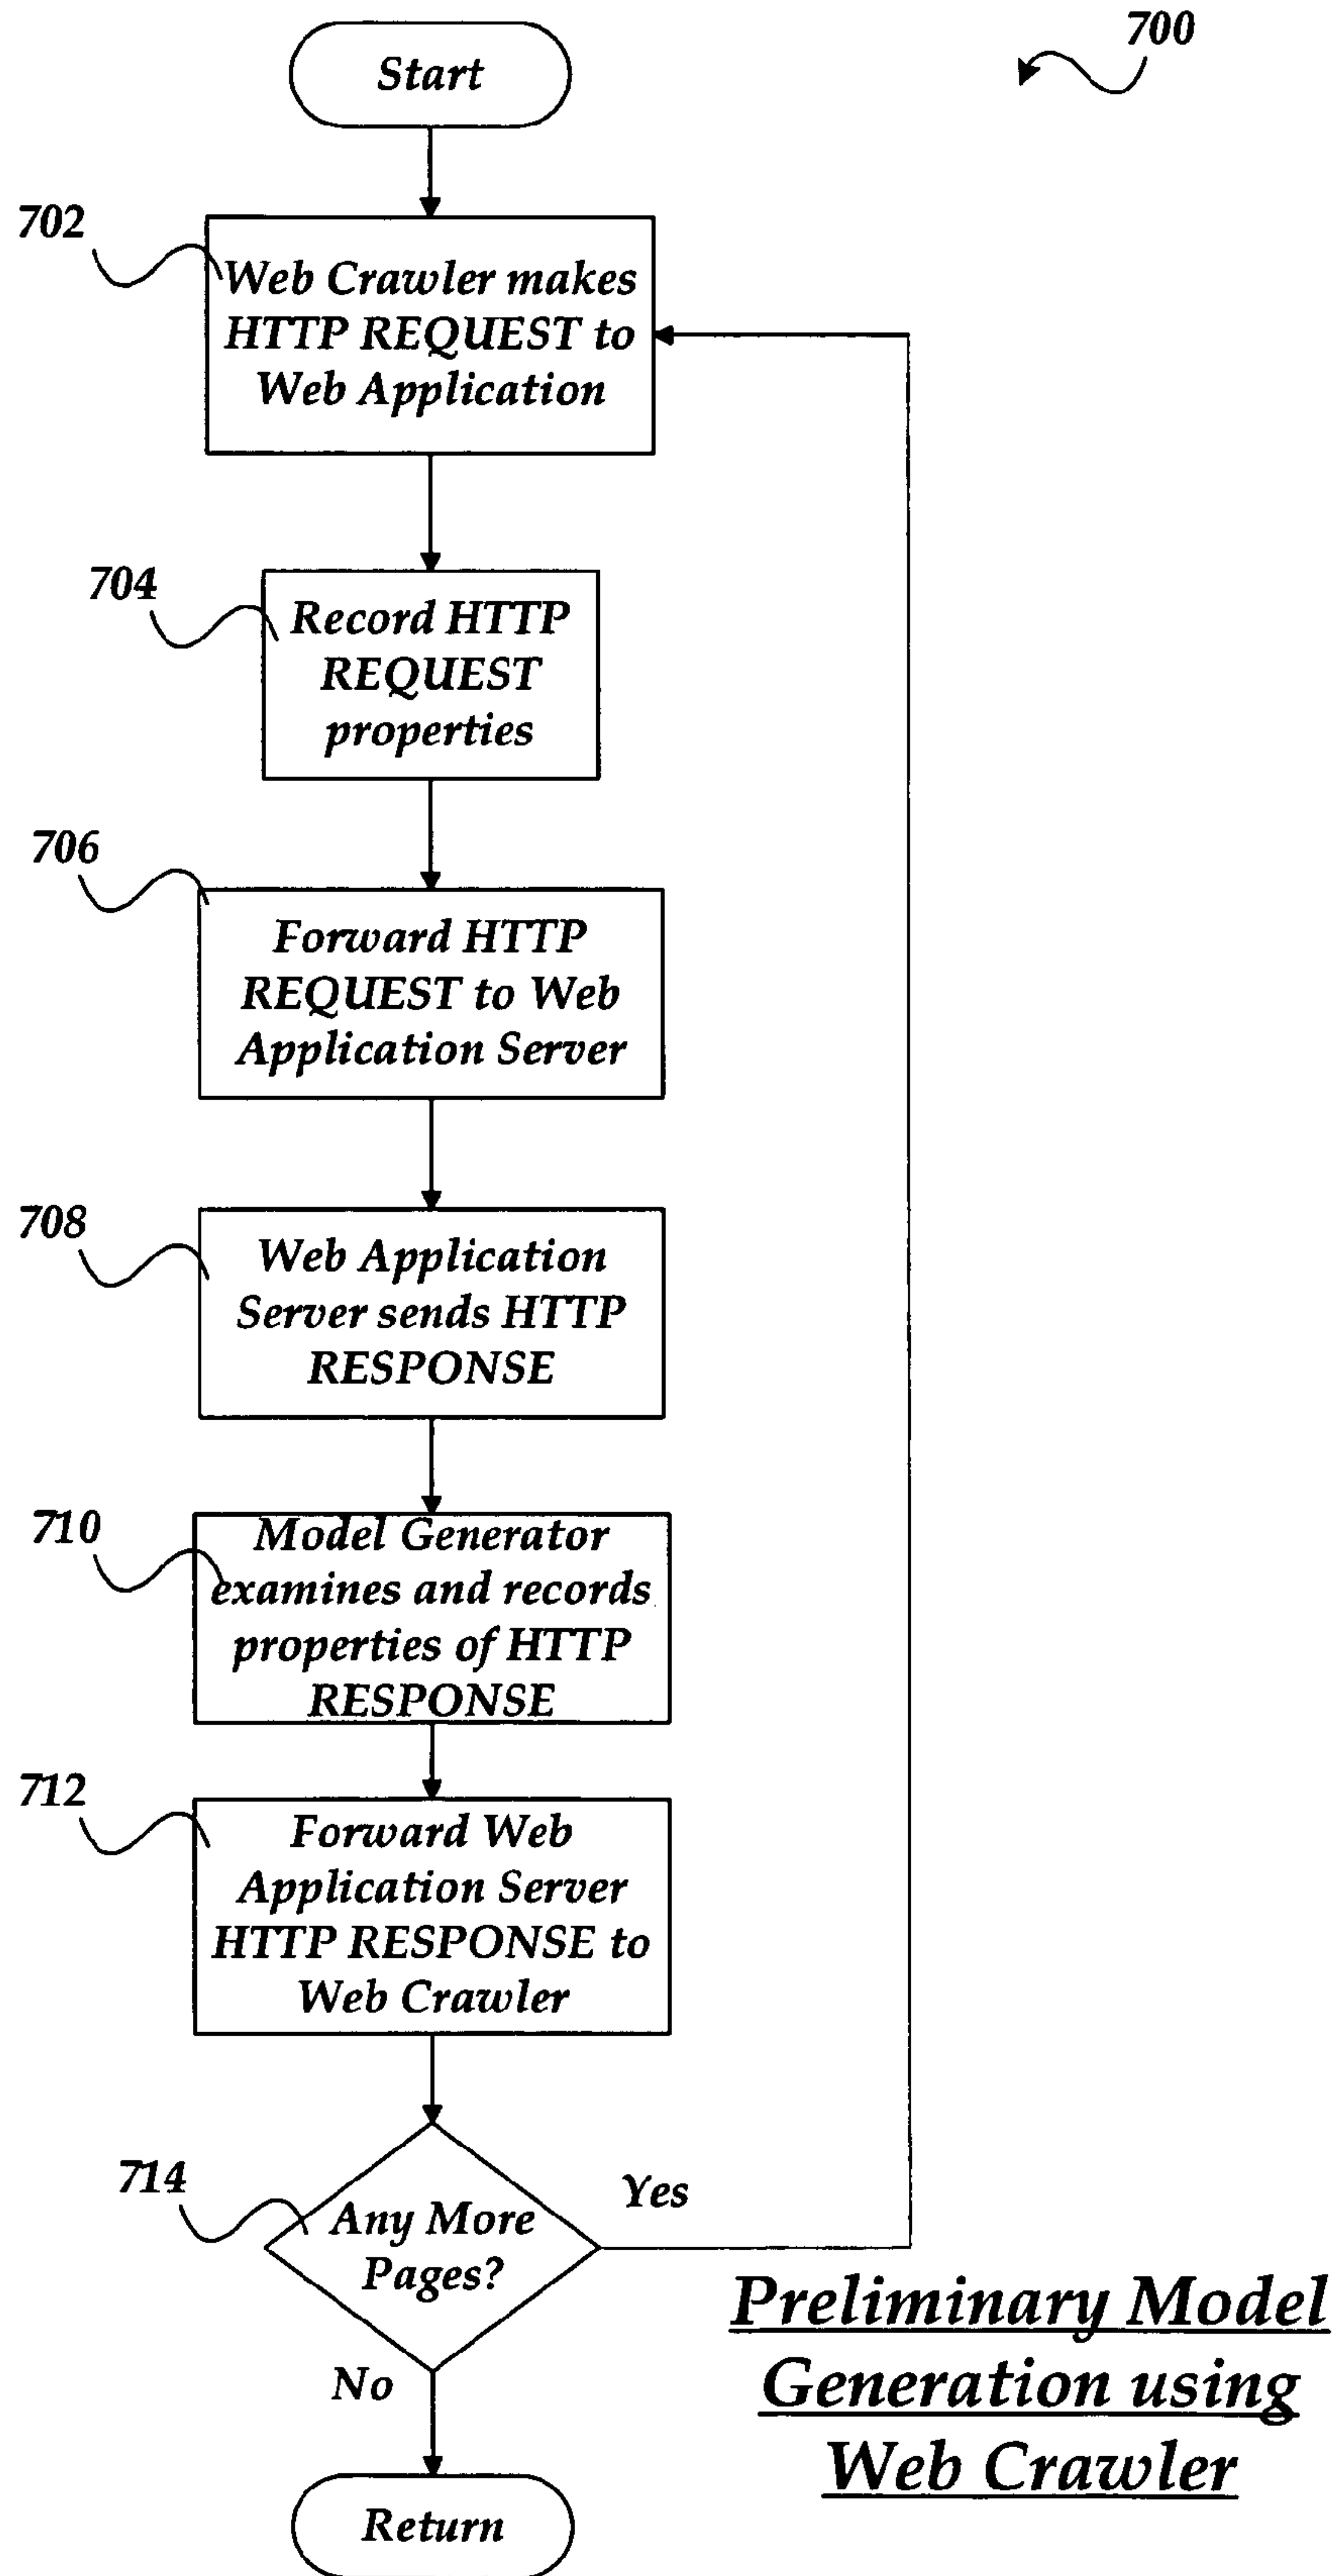 700
Start
702
Web Crawler makes
HTTP REQUEST to
Web Application
704
Record HTTP
REQUEST
properties
706
Forward HTTP
REQUEST to Web
Application Server
708
Web Application
Server sends HTTP
RESPONSE
710
Model Generator
examines and records
properties of HTTP
RESPONSE
712
Forward Web
Application Server
HTTP RESPONSE to
Web Crawler
714
Any More
Pages?
Yes
No
Return
Preliminary Model
Generation using
Web Crawler